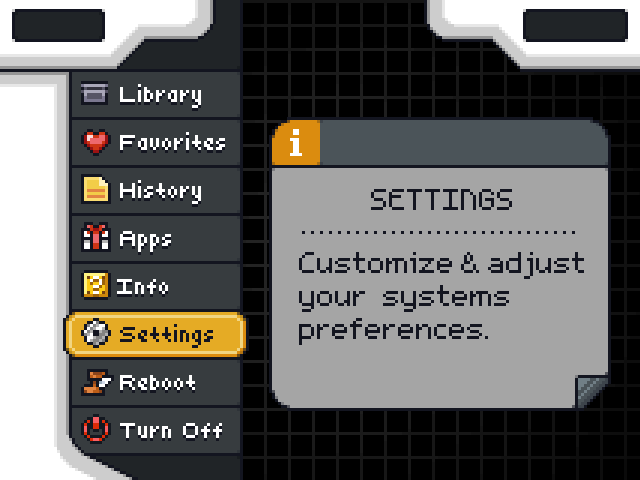 Library
Favorites
History
Apps
Info
Settings
Reboot
Turn Off
i
SETTINGS
Customize & adjust
your systems
preferences.